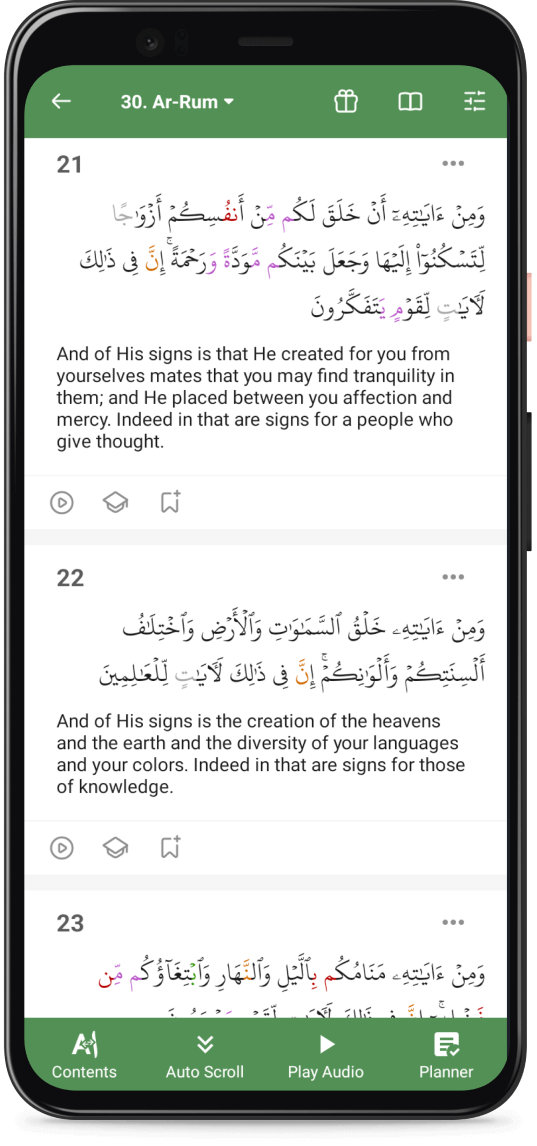 30. Ar-Rum
21
وَمِنْ ءَايَـٰتِهِۦٓ أَنْ خَلَقَ لَكُم مِّنْ أَنفُسِكُمْ أَزْوَٰجًا
لِّتَسْكُنُوٓا۟ إِلَيْهَا وَجَعَلَ بَيْنَكُم مَّوَدَّةً وَرَحْمَةً ۚ إِنَّ فِى ذَٰلِكَ
لَـَٔايَـٰتٍ لِّقَوْمٍ يَتَفَكَّرُونَ
And of His signs is that He created for you from
yourselves mates that you may find tranquility in
them; and He placed between you affection and
mercy. Indeed in that are signs for a people who
give thought.
22
وَمِنْ ءَايَـٰتِهِۦ خَلْقُ ٱلسَّمَـٰوَٰتِ وَٱلْأَرْضِ وَٱخْتِلَـٰفُ
أَلْسِنَتِكُمْ وَأَلْوَٰنِكُمْ ۚ إِنَّ فِى ذَٰلِكَ لَـَٔايَـٰتٍ لِّلْعَـٰلِمِينَ
And of His signs is the creation of the heavens
and the earth and the diversity of your languages
and your colors. Indeed in that are signs for those
of knowledge.
23
وَمِنْ ءَايَـٰتِهِۦ مَنَامُكُم بِٱلَّيْلِ وَٱلنَّهَارِ وَٱبْتِغَآؤُكُم مِّن
Contents
Auto Scroll
Play Audio
Planner